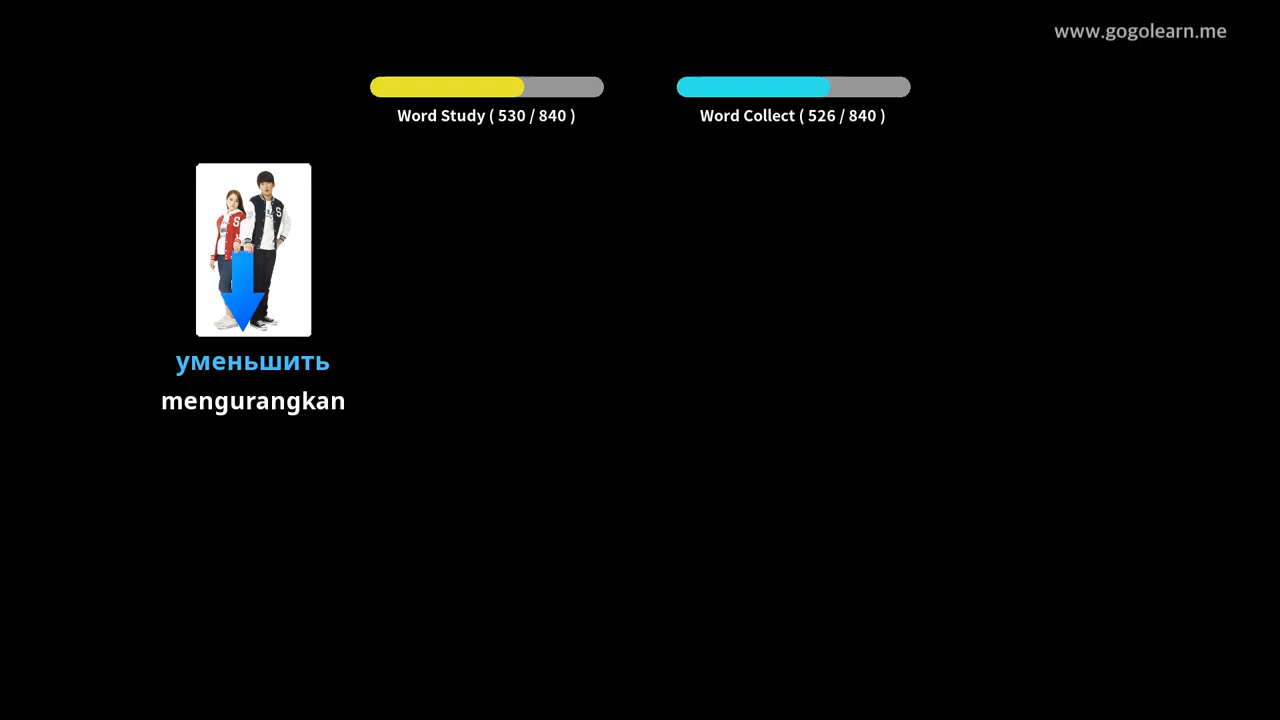 www.gogolearn.me
Word Study ( 530 / 840 )
Word Collect ( 526 / 840 )
S
S
уменьшить
mengurangkan